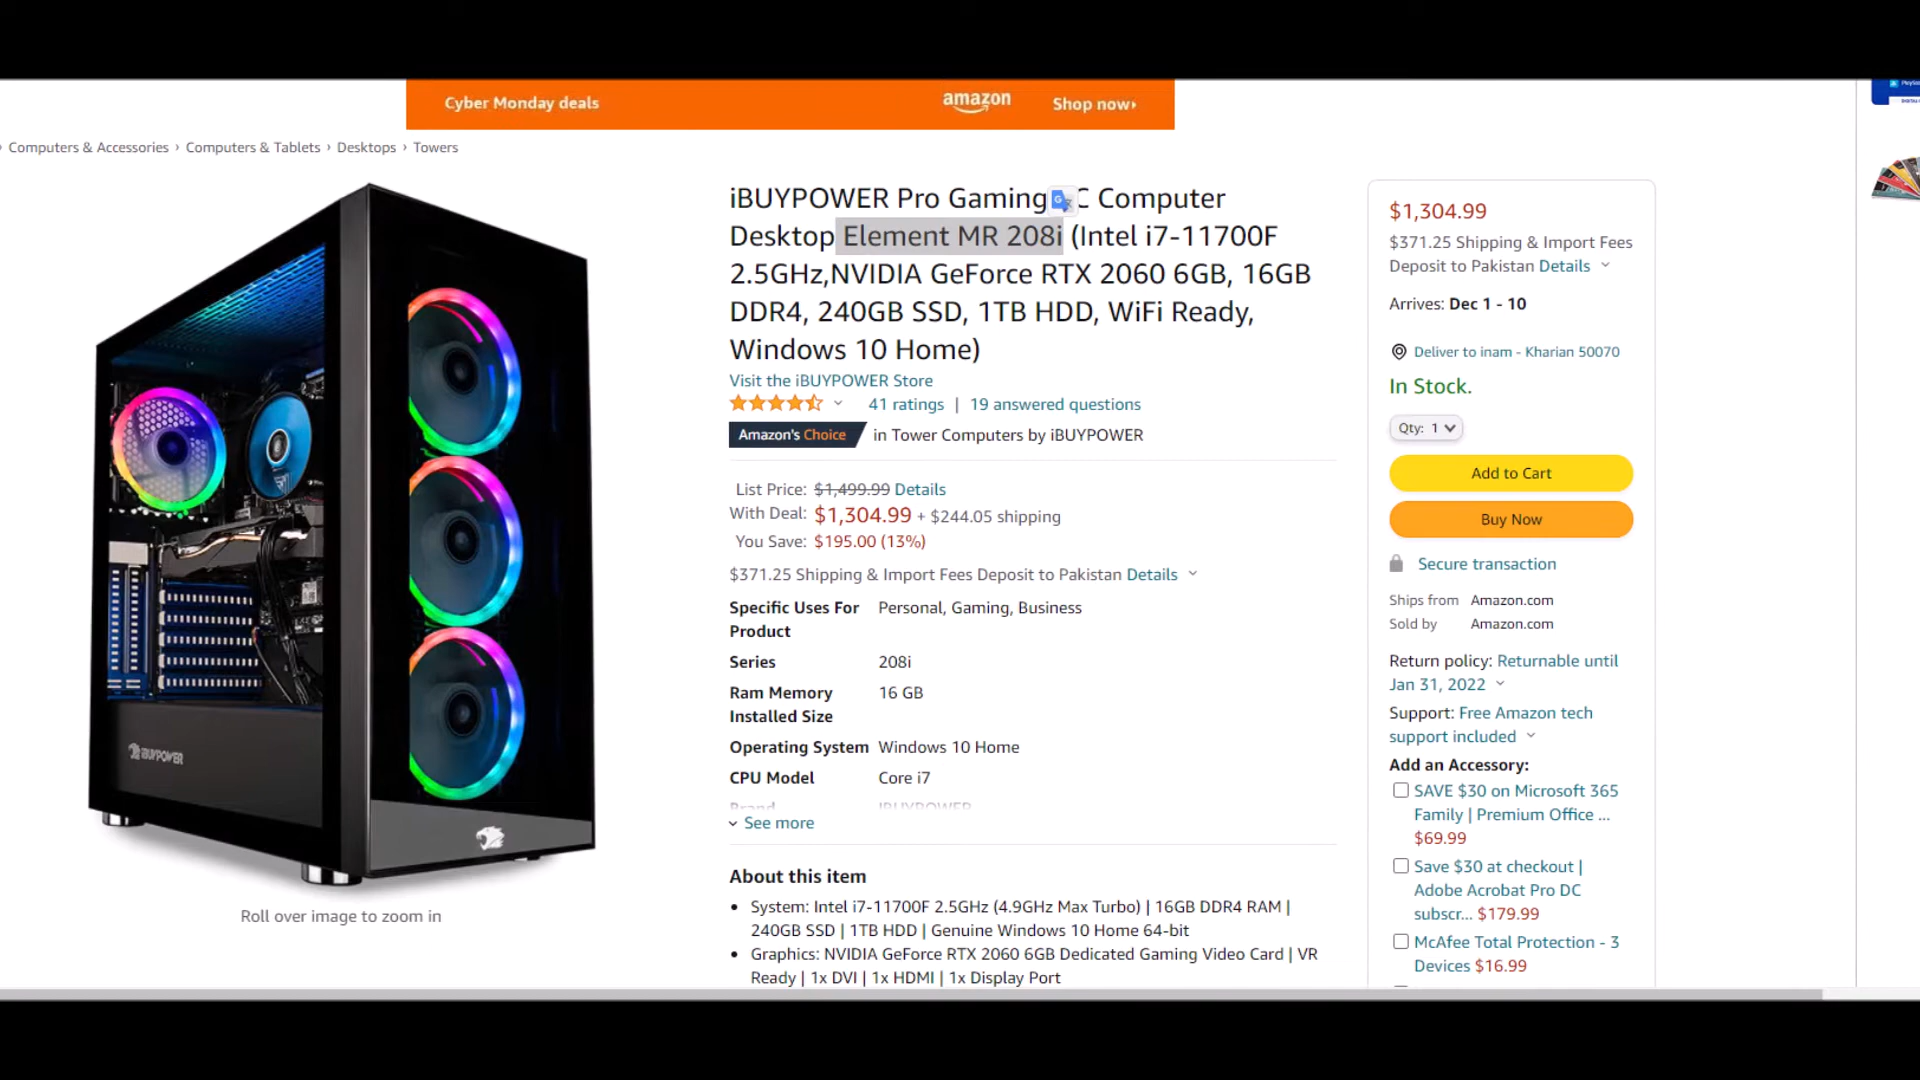 Cyber Monday deals
amazon
Shop now
› Computers & Accessories › Computers & Tablets › Desktops › Towers
iBUYPOWER Pro Gaming C Computer
Desktop Element MR 208i (Intel i7-11700F
2.5GHz,NVIDIA GeForce RTX 2060 6GB, 16GB
DDR4, 240GB SSD, 1TB HDD, WiFi Ready,
Windows 10 Home)
Visit the iBUYPOWER Store
41 ratings | 19 answered questions
Amazon's Choice in Tower Computers by iBUYPOWER
List Price: $1,499.99 Details
With Deal: $1,304.99 + $244.05 shipping
You Save: $195.00 (13%)
$371.25 Shipping & Import Fees Deposit to Pakistan Details
Specific Uses For Personal, Gaming, Business
Product
Series 208i
Ram Memory 16 GB
Installed Size
Operating System Windows 10 Home
CPU Model Core i7
Brand IBUYPOWER
See more
About this item
• System: Intel i7-11700F 2.5GHz (4.9GHz Max Turbo) | 16GB DDR4 RAM |
240GB SSD | 1TB HDD | Genuine Windows 10 Home 64-bit
• Graphics: NVIDIA GeForce RTX 2060 6GB Dedicated Gaming Video Card | VR
Ready | 1x DVI | 1x HDMI | 1x Display Port
iBUYPOWER
Roll over image to zoom in
$1,304.99
$371.25 Shipping & Import Fees
Deposit to Pakistan Details
Arrives: Dec 1 - 10
Deliver to inam - Kharian 50070
In Stock.
Qty: 1
Add to Cart
Buy Now
Secure transaction
Ships from Amazon.com
Sold by Amazon.com
Return policy: Returnable until
Jan 31, 2022
Support: Free Amazon tech
support included
Add an Accessory:
SAVE $30 on Microsoft 365
Family | Premium Office ...
$69.99
Save $30 at checkout |
Adobe Acrobat Pro DC
subscr... $179.99
McAfee Total Protection - 3
Devices $16.99